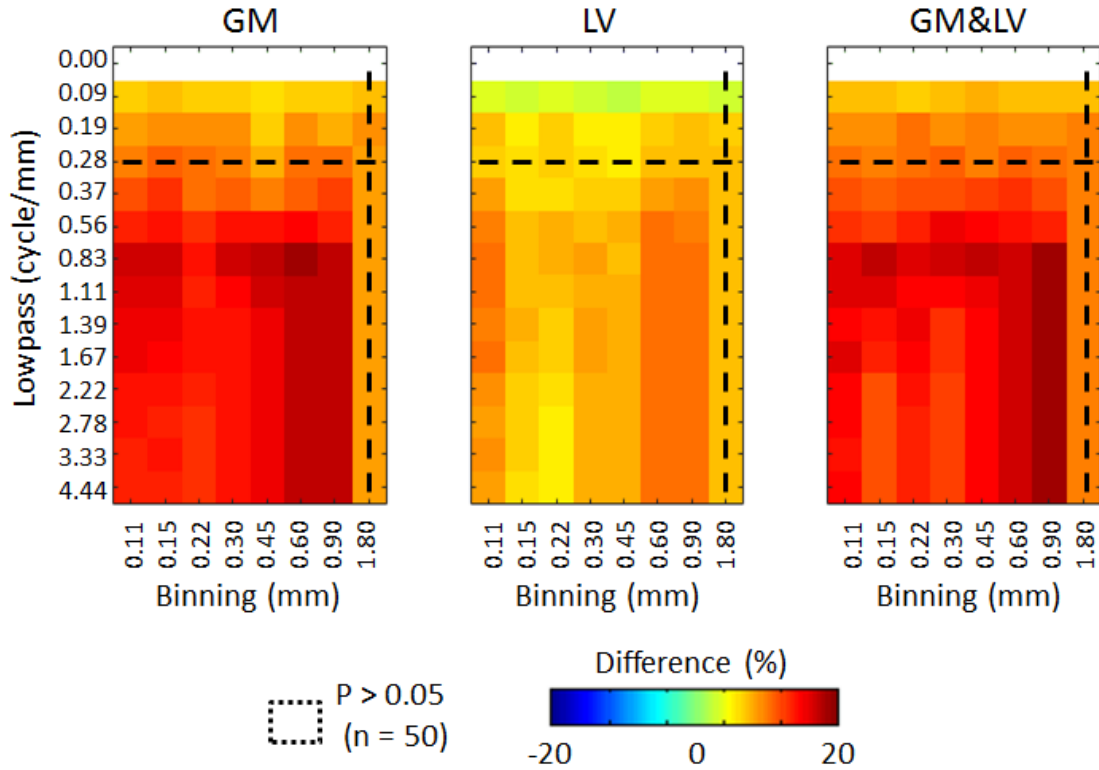 GM
LV
GM&LV
Lowpass (cycle/mm)
0.00
0.09
0.19
0.28
0.37
0.56
0.83
1.11
1.39
1.67
2.22
2.78
3.33
4.44
0.11 0.15 0.22 0.30 0.45 0.60 0.90 1.80
Binning (mm)
0.11 0.15 0.22 0.30 0.45 0.60 0.90 1.80
Binning (mm)
0.11 0.15 0.22 0.30 0.45 0.60 0.90 1.80
Binning (mm)
P > 0.05
(n = 50)
Difference (%)
-20 0 20